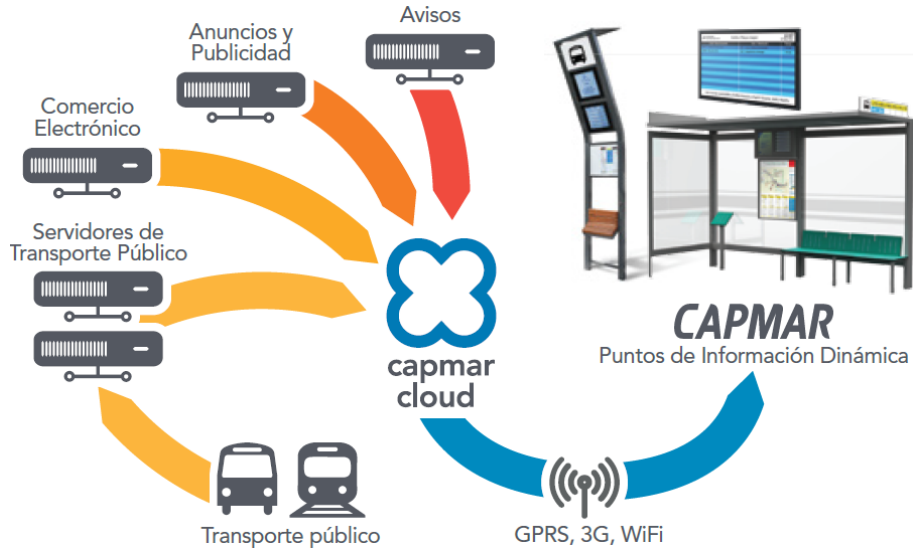 Avisos
Anuncios y
Publicidad
Comercio
Electrónico
Servidores de
Transporte Público
capmar
cloud
CAPMAR
Puntos de Información Dinámica
Transporte público
GPRS, 3G, WiFi